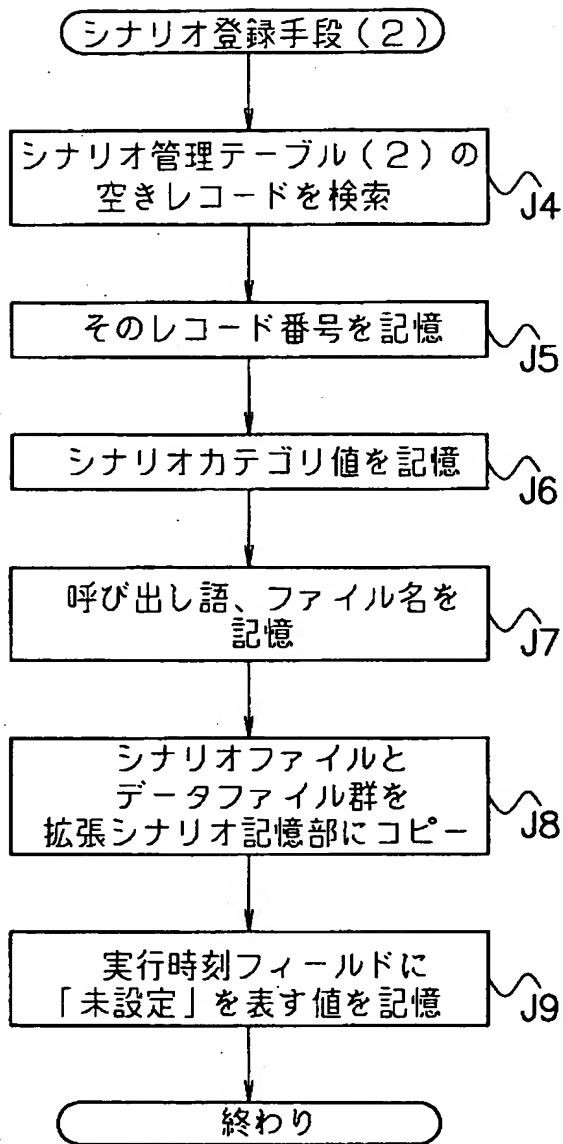 シナリオ登録手段(2)
シナリオ管理テーブル(2)の
空きレコードを検索
J4
そのレコード番号を記憶
J5
シナリオカテゴリ値を記憶
J6
呼び出し語、ファイル名を
記憶
J7
シナリオファイルと
データファイル群を
拡張シナリオ記憶部にコピー
J8
実行時刻フィールドに
「未設定」を表す値を記憶
J9
終わり